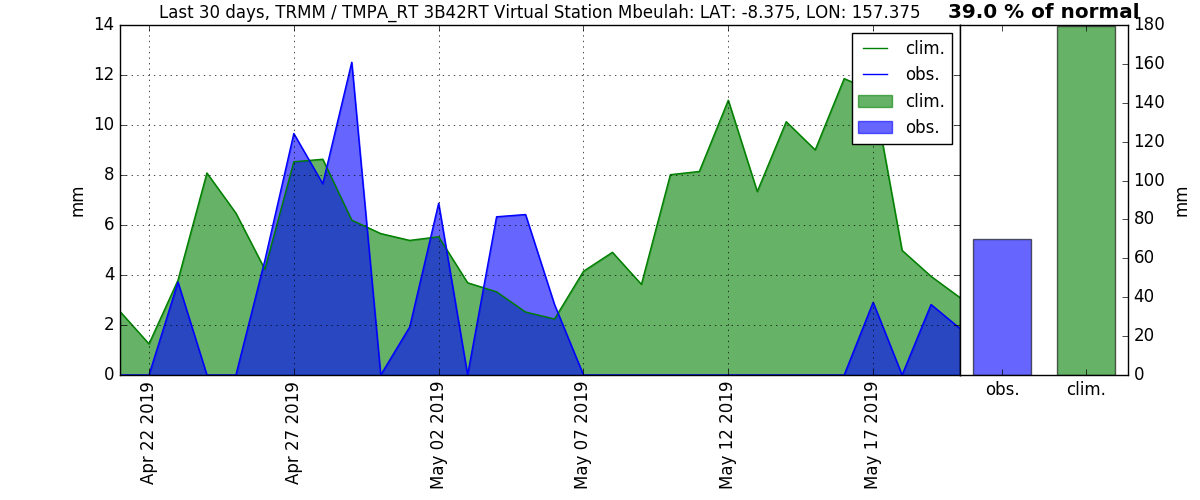 Last 30 days, TRMM / TMPA_RT 3B42RT Virtual Station Mbeulah: LAT: -8.375, LON: 157.375
39.0 % of normal
clim.
obs.
clim.
obs.
mm
14
12
10
8
6
4
2
0
Apr 22 2019
Apr 27 2019
May 02 2019
May 07 2019
May 12 2019
May 17 2019
180
160
140
120
100
80
60
40
20
0
mm
obs.
clim.